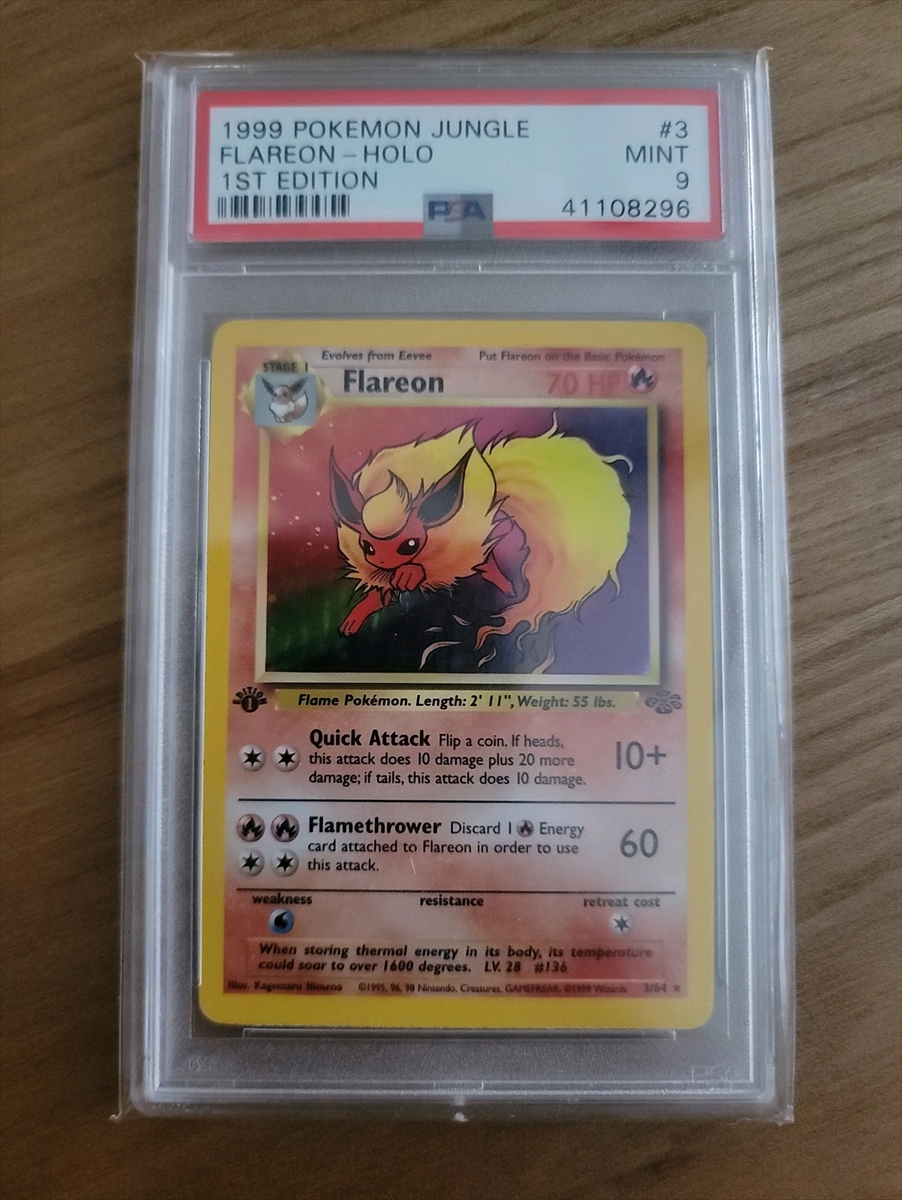 1999 POKEMON JUNGLE #3
FLAREON - HOLO MINT
1ST EDITION 9
PSA 41108296
Evolves from Eevee Put Flareon on the Basic Pokémon
STAGE 1
Flareon 70 HP
EDITION
1
Flame Pokémon. Length: 2' 11", Weight: 55 lbs.
Quick Attack Flip a coin. If heads,
this attack does 10 damage plus 20 more
damage; if tails, this attack does 10 damage.
10+
Flamethrower Discard 1 Energy
card attached to Flareon in order to use
this attack.
60
weakness resistance retreat cost
When storing thermal energy in its body, its temperature
could soar to over 1600 degrees. LV. 28 #136
Illus. Kagemaru Himeno ©1995, 96, 98 Nintendo, Creatures, GAMEFREAK. ©1999 Wizards. 3/64 ★
PSA